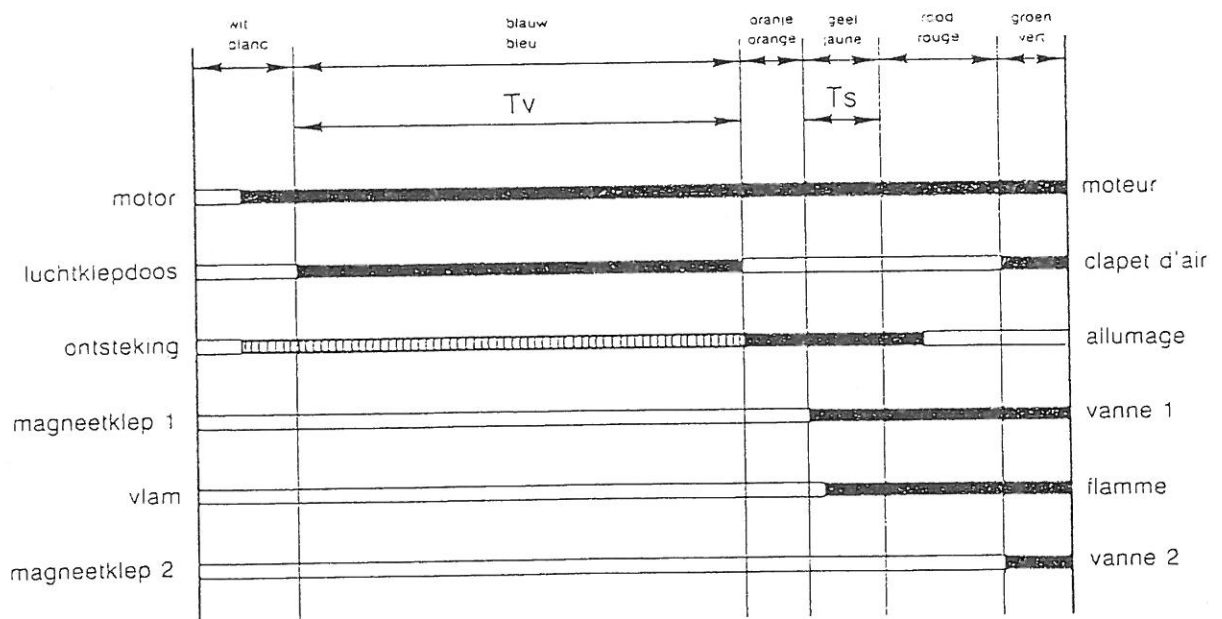 wit
blanc
blauw
bleu
oranje
orange
geel
jaune
rood
rouge
groen
vert
Tv
Ts
motor
moteur
luchtklepdoos
clapet d'air
ontsteking
allumage
magneetklep 1
vanne 1
vlam
flamme
magneetklep 2
vanne 2